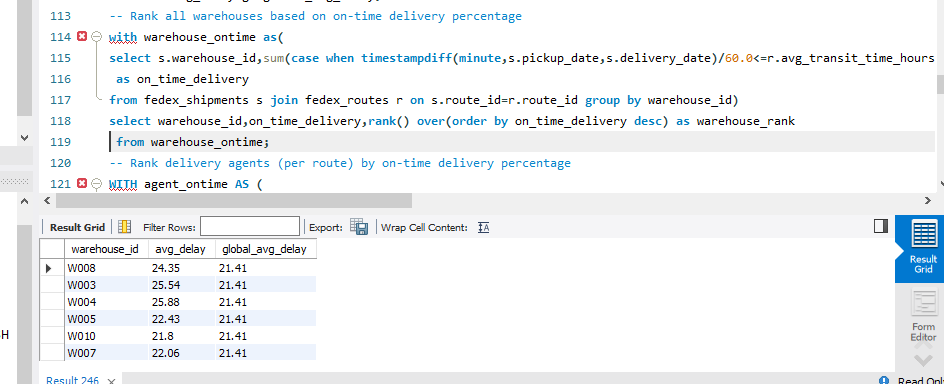 113 -- Rank all warehouses based on on-time delivery percentage
114 with warehouse_ontime as(
115 select s.warehouse_id,sum(case when timestampdiff(minute,s.pickup_date,s.delivery_date)/60.0<=r.avg_transit_time_hours
116 as on_time_delivery
117 from fedex_shipments s join fedex_routes r on s.route_id=r.route_id group by warehouse_id)
118 select warehouse_id,on_time_delivery,rank() over(order by on_time_delivery desc) as warehouse_rank
119 from warehouse_ontime;
120 -- Rank delivery agents (per route) by on-time delivery percentage
121 WITH agent_ontime AS (
Result Grid Filter Rows: Export: Wrap Cell Content: IA
warehouse_id avg_delay global_avg_delay
W008 24.35 21.41
W003 25.54 21.41
W004 25.88 21.41
W005 22.43 21.41
W010 21.8 21.41
W007 22.06 21.41
Result
Grid
Form
Editor
H
Result 246 x
Read Onl